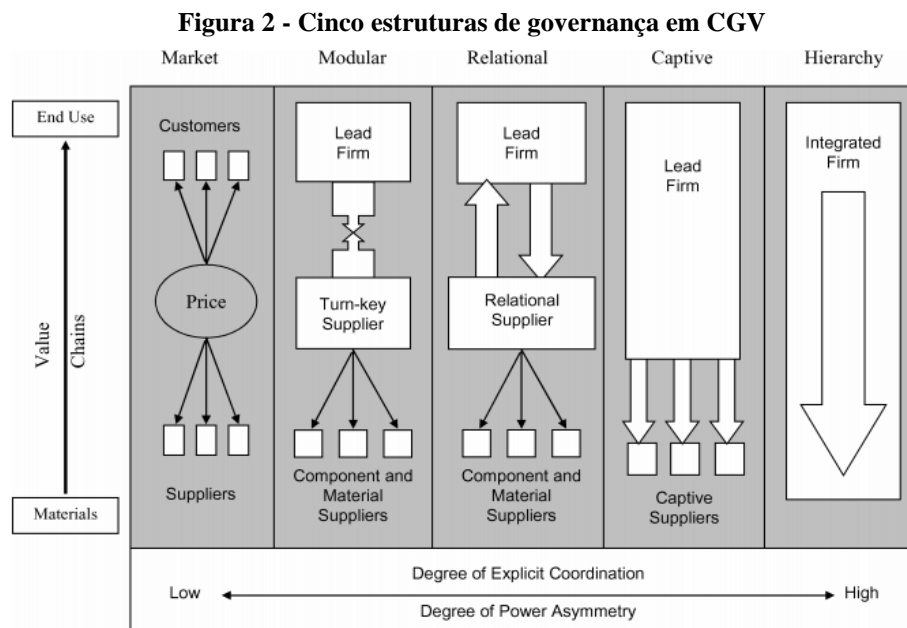 Figura 2 - Cinco estruturas de governança em CGV
Market
Modular
Relational
Captive
Hierarchy
End Use
Value
Chains
Materials
Customers
Price
Suppliers
Lead
Firm
Turn-key
Supplier
Component and
Material
Suppliers
Lead
Firm
Relational
Supplier
Component and
Material
Suppliers
Lead
Firm
Captive
Suppliers
Integrated
Firm
Degree of Explicit Coordination
Low
High
Degree of Power Asymmetry